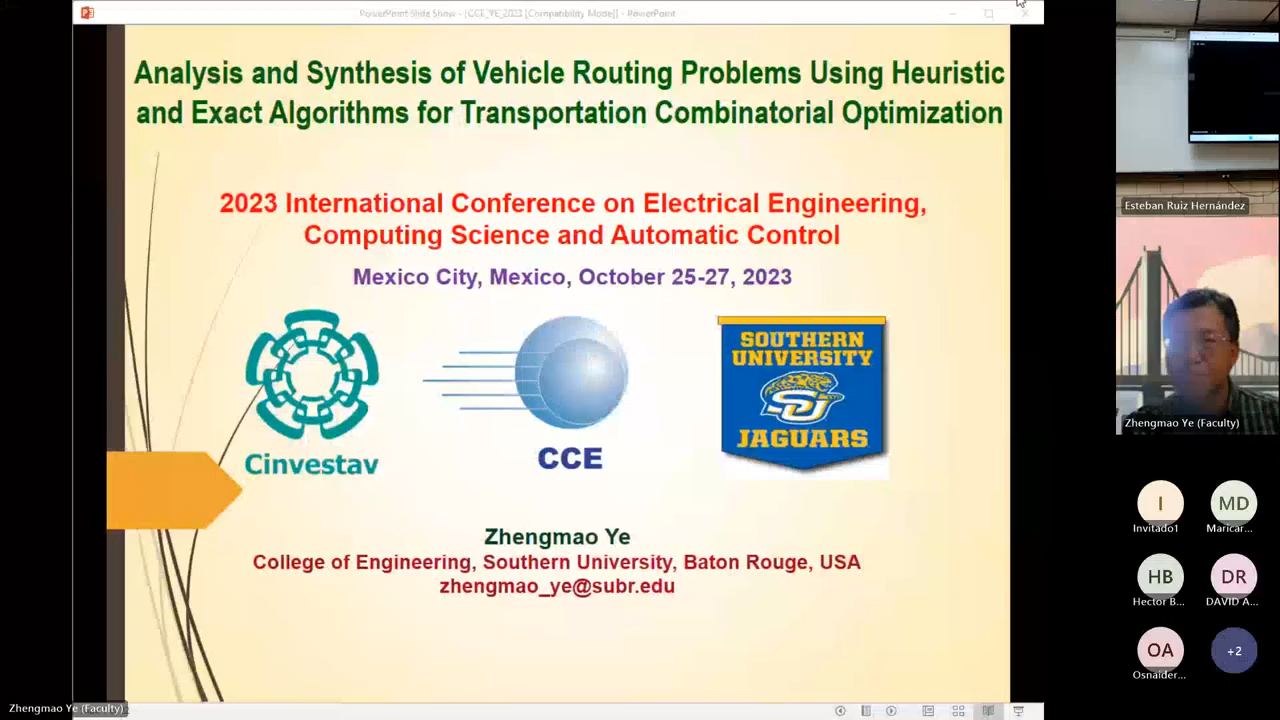 PowerPoint Slide Show - [CCE_YE_2023 [Compatibility Mode]] - PowerPoint
Analysis and Synthesis of Vehicle Routing Problems Using Heuristic
and Exact Algorithms for Transportation Combinatorial Optimization
2023 International Conference on Electrical Engineering,
Computing Science and Automatic Control
Mexico City, Mexico, October 25-27, 2023
Cinvestav
CCE
SOUTHERN
UNIVERSITY
SU
JAGUARS
Zhengmao Ye
College of Engineering, Southern University, Baton Rouge, USA
zhengmao_ye@subr.edu
Zhengmao Ye (Faculty)
Esteban Ruiz Hernández
Zhengmao Ye (Faculty)
I
Invitado1
MD
Maricar...
HB
Hector B...
DR
DAVID A...
OA
Osnaider...
+2